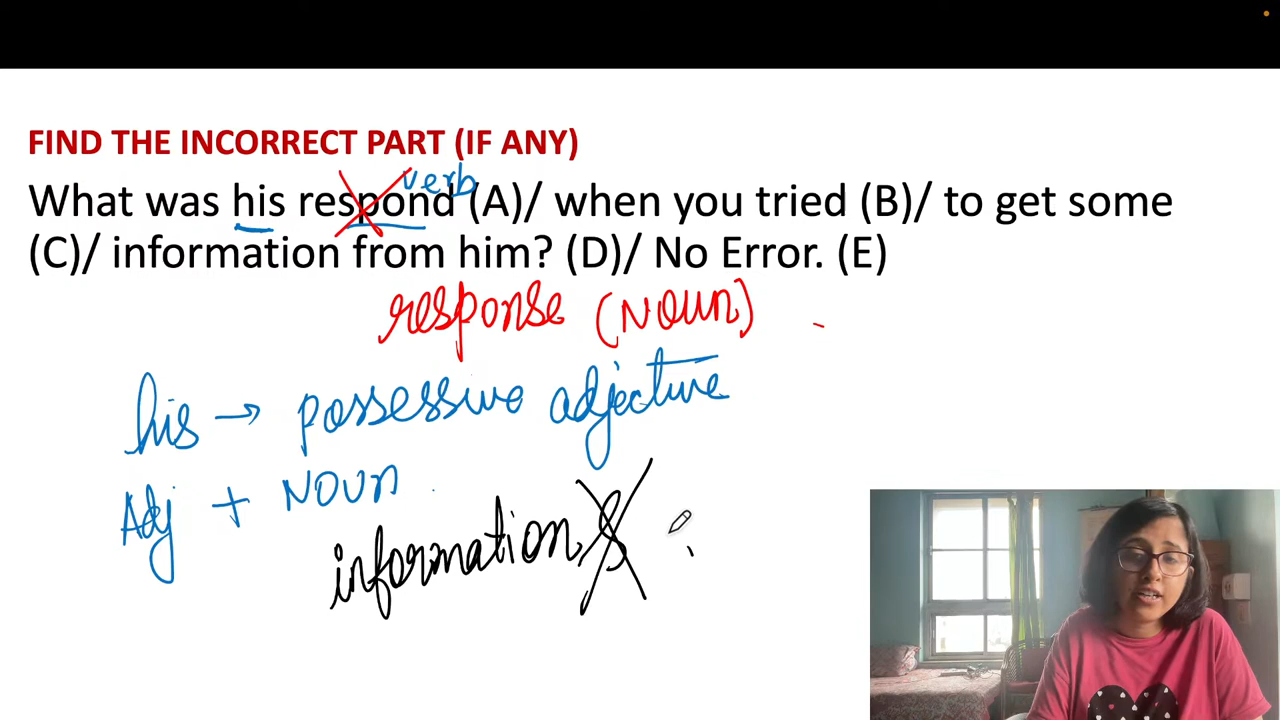 FIND THE INCORRECT PART (IF ANY)
verb
What was his respond (A)/ when you tried (B)/ to get some
(C)/ information from him? (D)/ No Error. (E)
response (NOUN)
his → possessive adjective
Adj + NOUN
informations